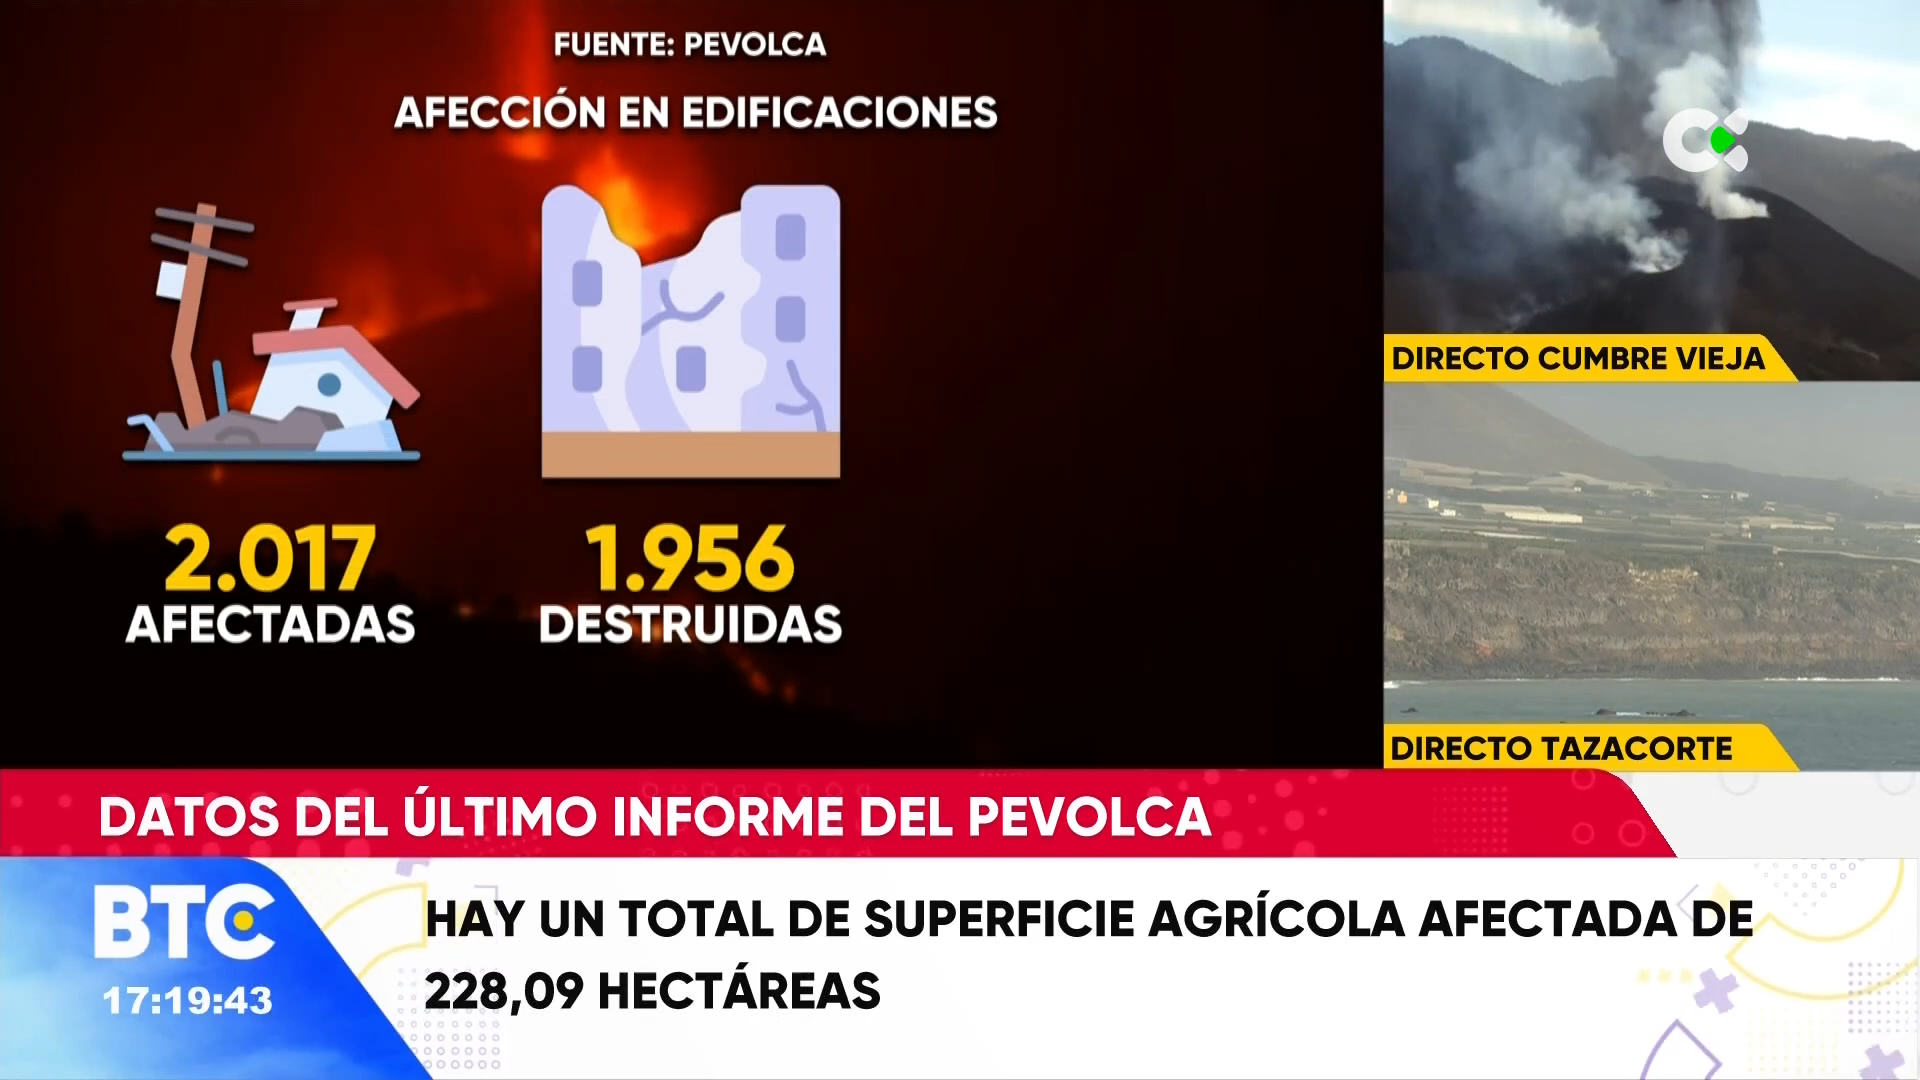 FUENTE: PEVOLCA
AFECCIÓN EN EDIFICACIONES
2.017
AFECTADAS
1.956
DESTRUIDAS
DIRECTO CUMBRE VIEJA
DIRECTO TAZACORTE
DATOS DEL ÚLTIMO INFORME DEL PEVOLCA
BTC
17:19:43
HAY UN TOTAL DE SUPERFICIE AGRÍCOLA AFECTADA DE
228,09 HECTÁREAS